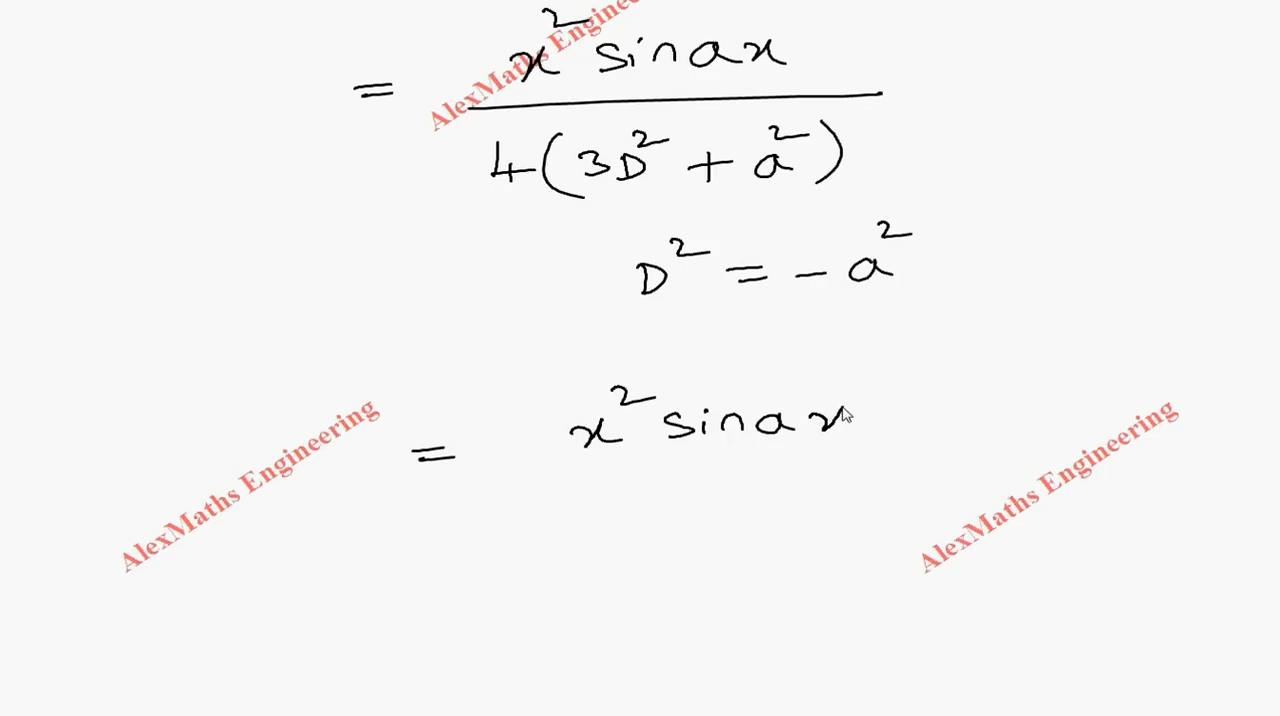 = x² sin ax
4(3D² + a²)
D² = - a²
= x² sin ax
AlexMaths Engineering
AlexMaths Engineering
AlexMaths Engineering